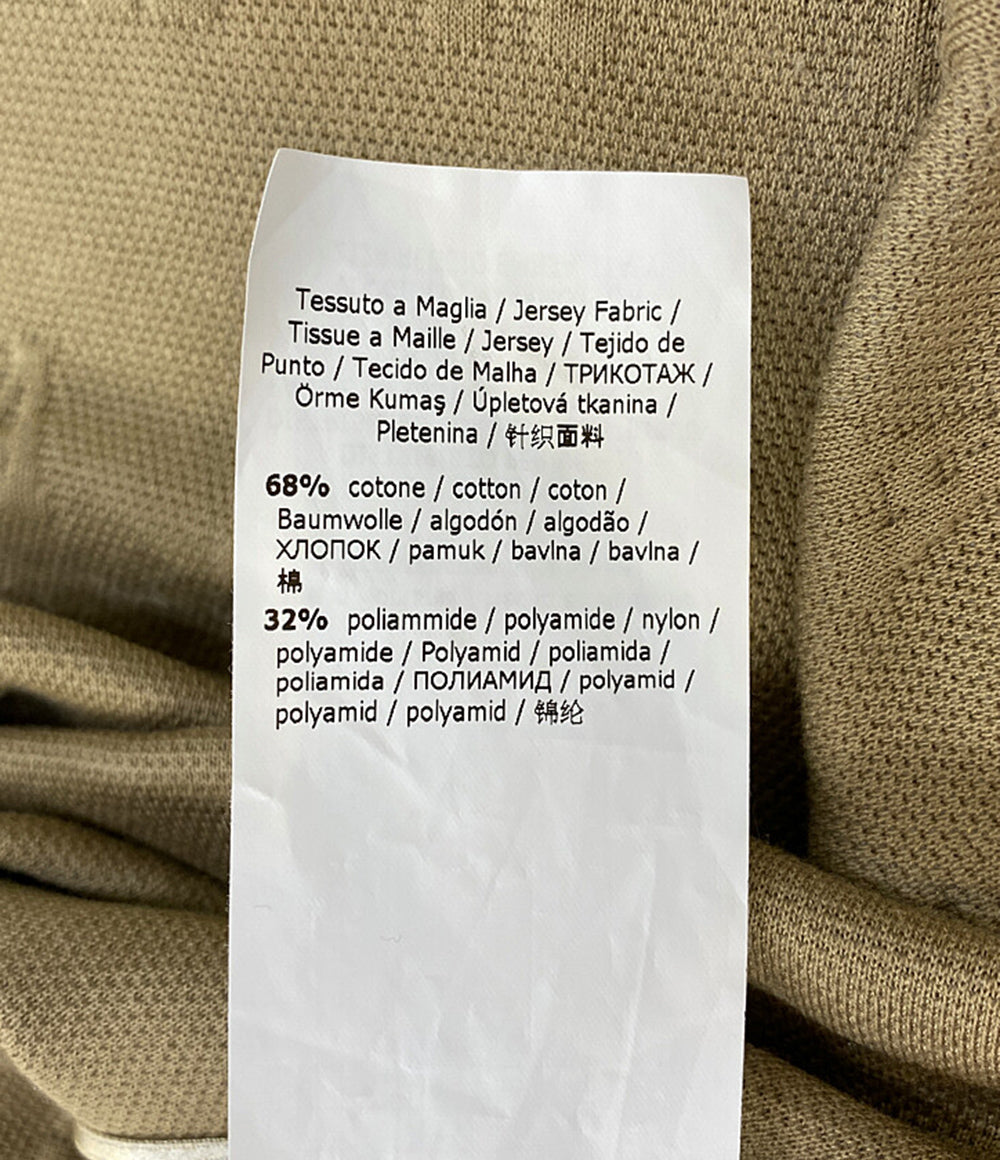 Tessuto a Maglia / Jersey Fabric /
Tissue a Maille / Jersey / Tejido de
Punto / Tecido de Malha / ТРИКОТАЖ /
Örme Kumaş / Úpletová tkanina /
Pletenina / 针织面料
68% cotone / cotton / coton /
Baumwolle / algodón / algodão /
ХЛОПОК / pamuk / bavlna / bavlna /
棉
32% poliammide / polyamide / nylon /
polyamide / Polyamid / poliamida /
poliamida / ПОЛИАМИД / polyamid /
polyamid / polyamid / 锦纶